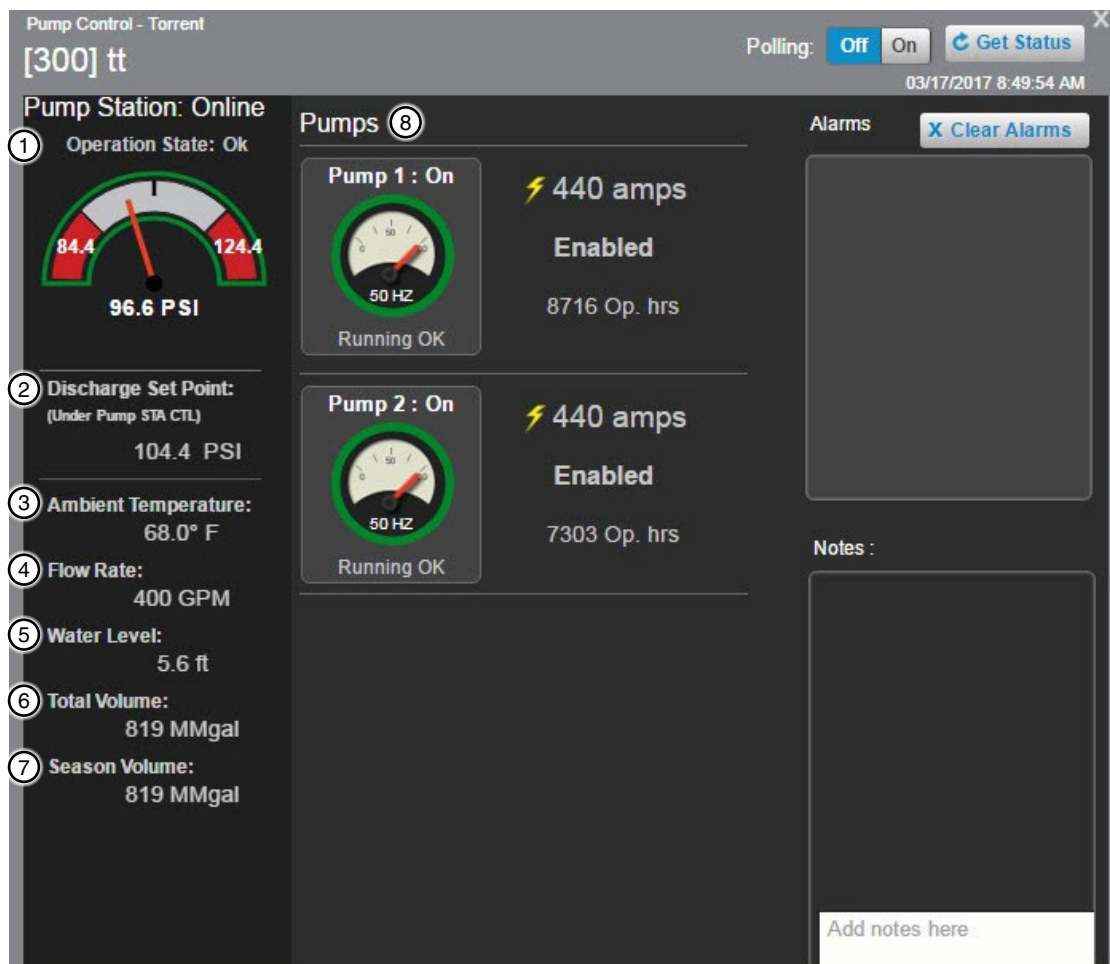 Pump Control - Torrent
[300] tt
Polling: Off On Get Status
X
03/17/2017 8:49:54 AM
Pump Station: Online
1 Operation State: Ok
84.4 124.4
96.6 PSI
2 Discharge Set Point:
(Under Pump STA CTL)
104.4 PSI
3 Ambient Temperature:
68.0° F
4 Flow Rate:
400 GPM
5 Water Level:
5.6 ft
6 Total Volume:
819 MMgal
7 Season Volume:
819 MMgal
Pumps 8
Pump 1 : On
0 50
50 HZ
Running OK
440 amps
Enabled
8716 Op. hrs
Pump 2 : On
0 50
50 HZ
Running OK
440 amps
Enabled
7303 Op. hrs
Alarms X Clear Alarms
Notes :
Add notes here